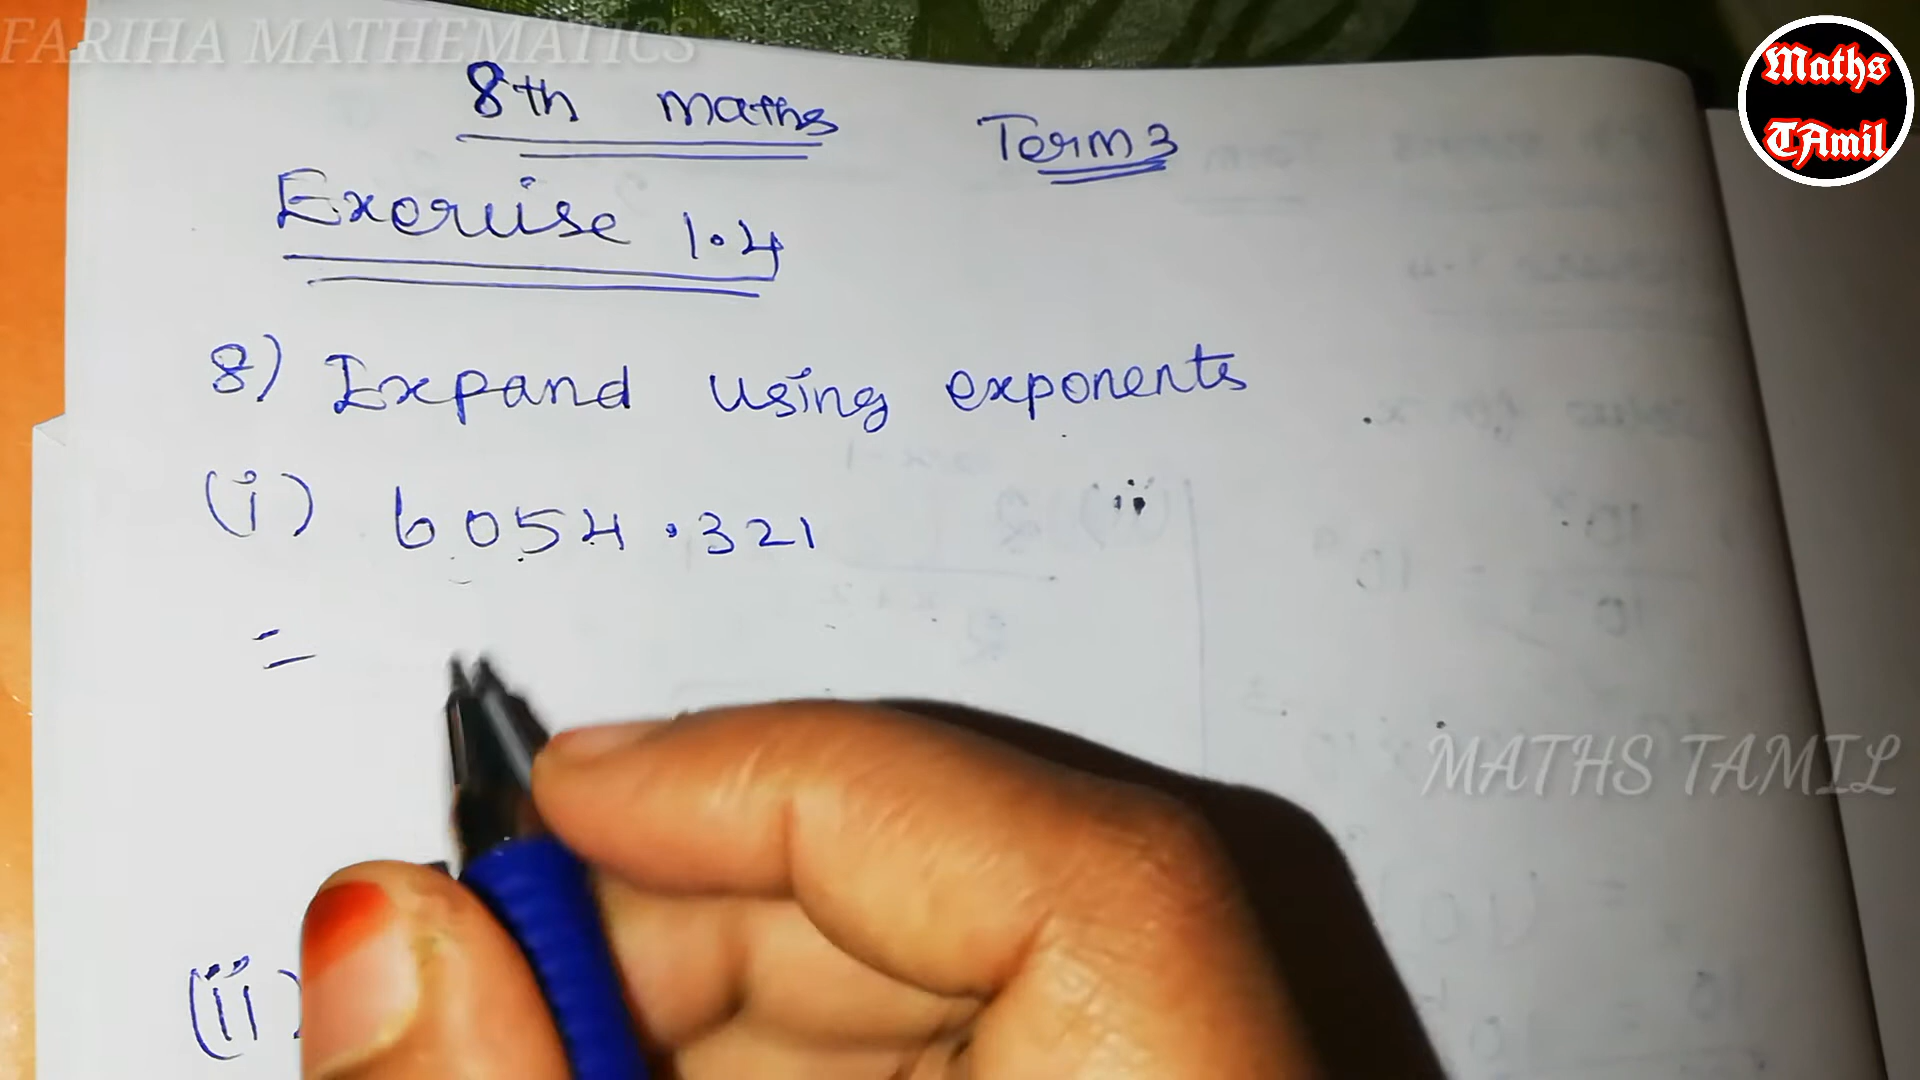 FARIHA MATHEMATICS
Maths
TAmil
8th maths Term 3
Exercise 1.4
8) Expand using exponents
(i) 6054.321
=
MATHS TAMIL
(ii)